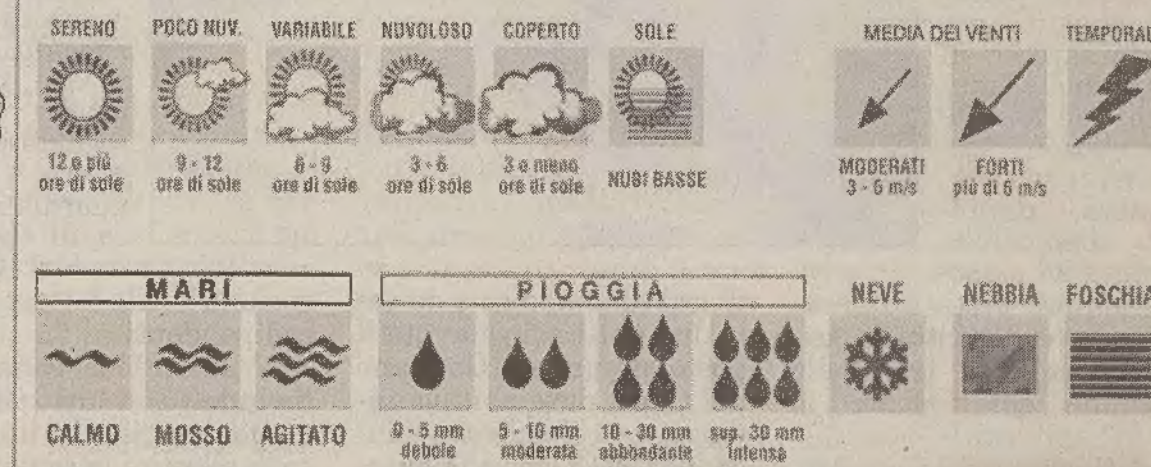 SERENO POCO NUV. VARIABILE NUVOLOSO COPERTO SOLE MEDIA DEI VENTI TEMPORAL
12 o più 9 - 12 6 - 9 3 - 6 3 o meno NUBI BASSE MODERATI FORTI
ore di sole ore di sole ore di sole ore di sole ore di sole 3 - 6 m/s più di 6 m/s
MARI PIOGGIA NEVE NEBBIA FOSCHIA
CALMO MOSSO AGITATO 0 - 5 mm 5 - 10 mm 10 - 30 mm sup. 30 mm
debole moderata abbondante intensa